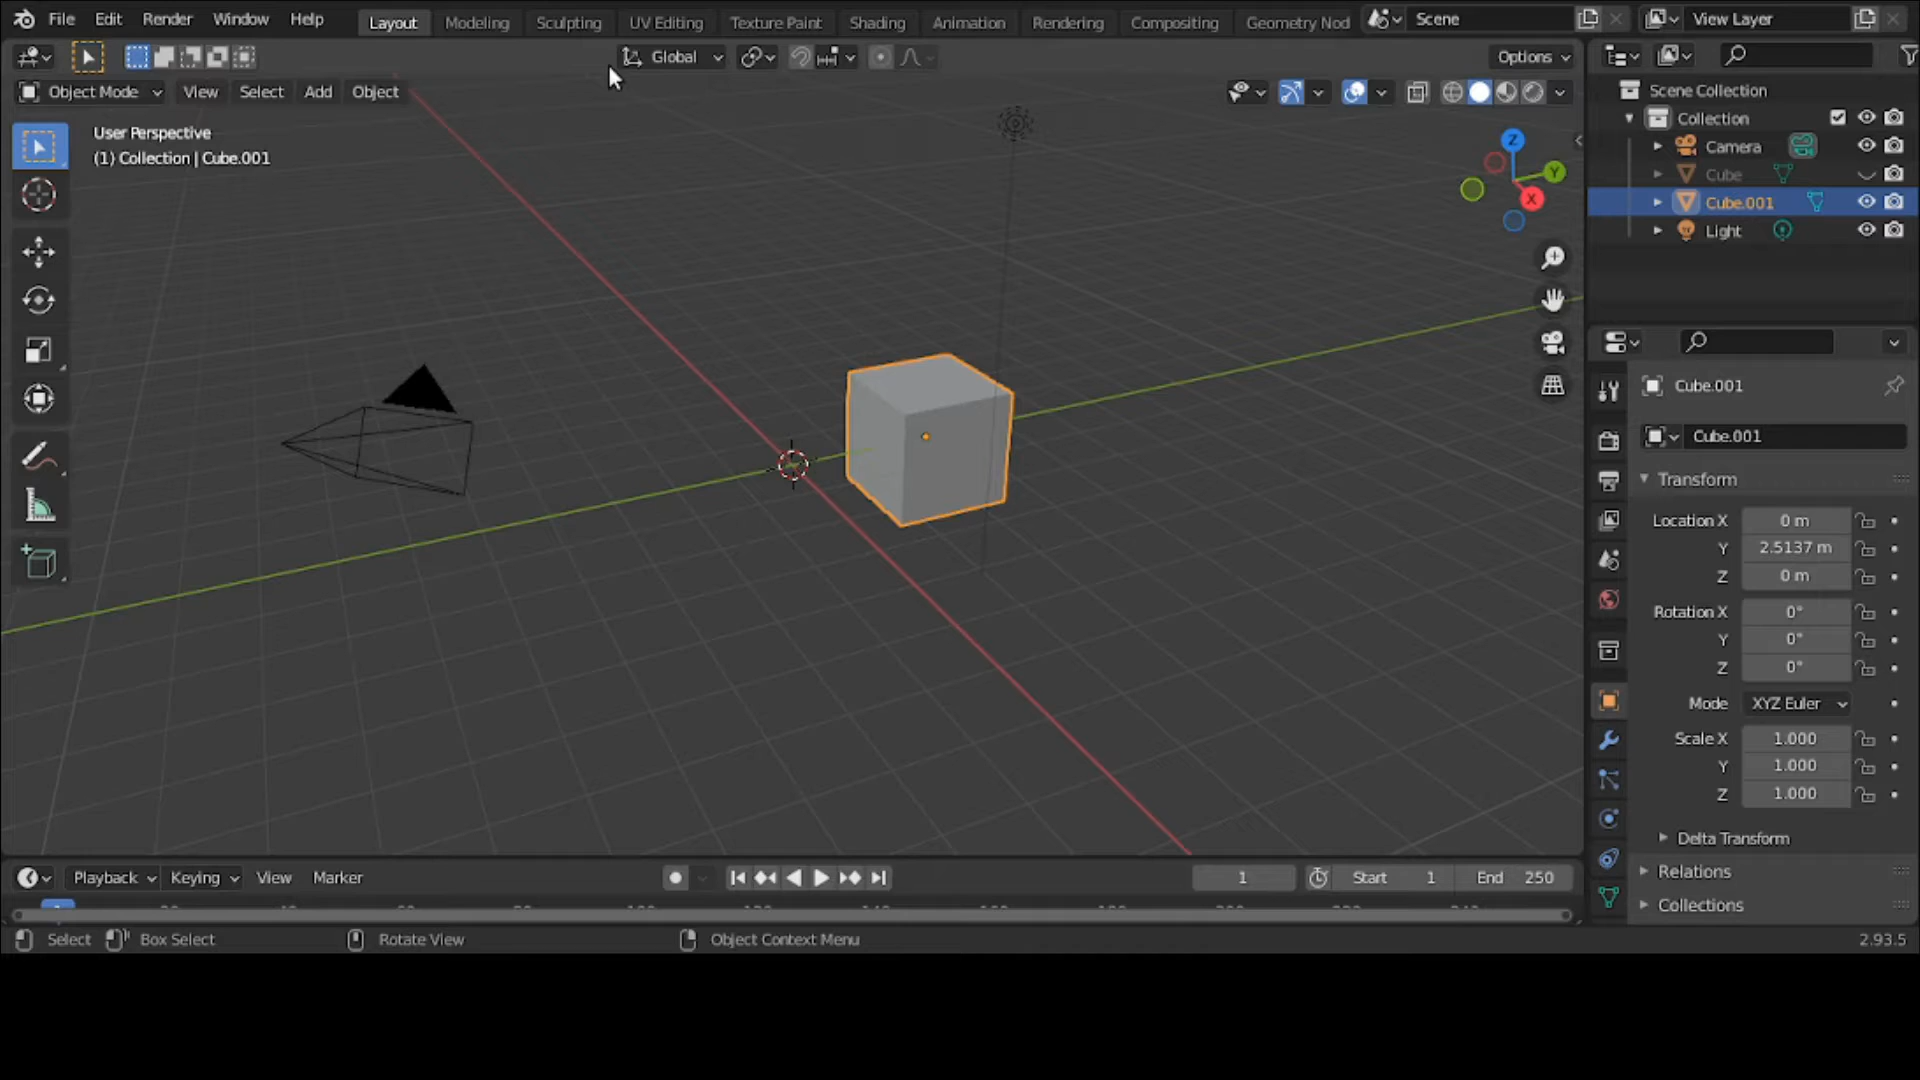 File Edit Render Window Help Layout Modeling Sculpting UV Editing Texture Paint Shading Animation Rendering Compositing Geometry Nod Scene View Layer
Global Options
Object Mode View Select Add Object
User Perspective
(1) Collection | Cube.001
Z
Y
X
Scene Collection
Collection
Camera
Cube
Cube.001
Light
Cube.001
Cube.001
Transform
Location X 0 m
Y 2.5137 m
Z 0 m
Rotation X 0°
Y 0°
Z 0°
Mode XYZ Euler
Scale X 1.000
Y 1.000
Z 1.000
Delta Transform
Relations
Collections
Playback Keying View Marker 1 Start 1 End 250
Select Box Select Rotate View Object Context Menu 2.93.5